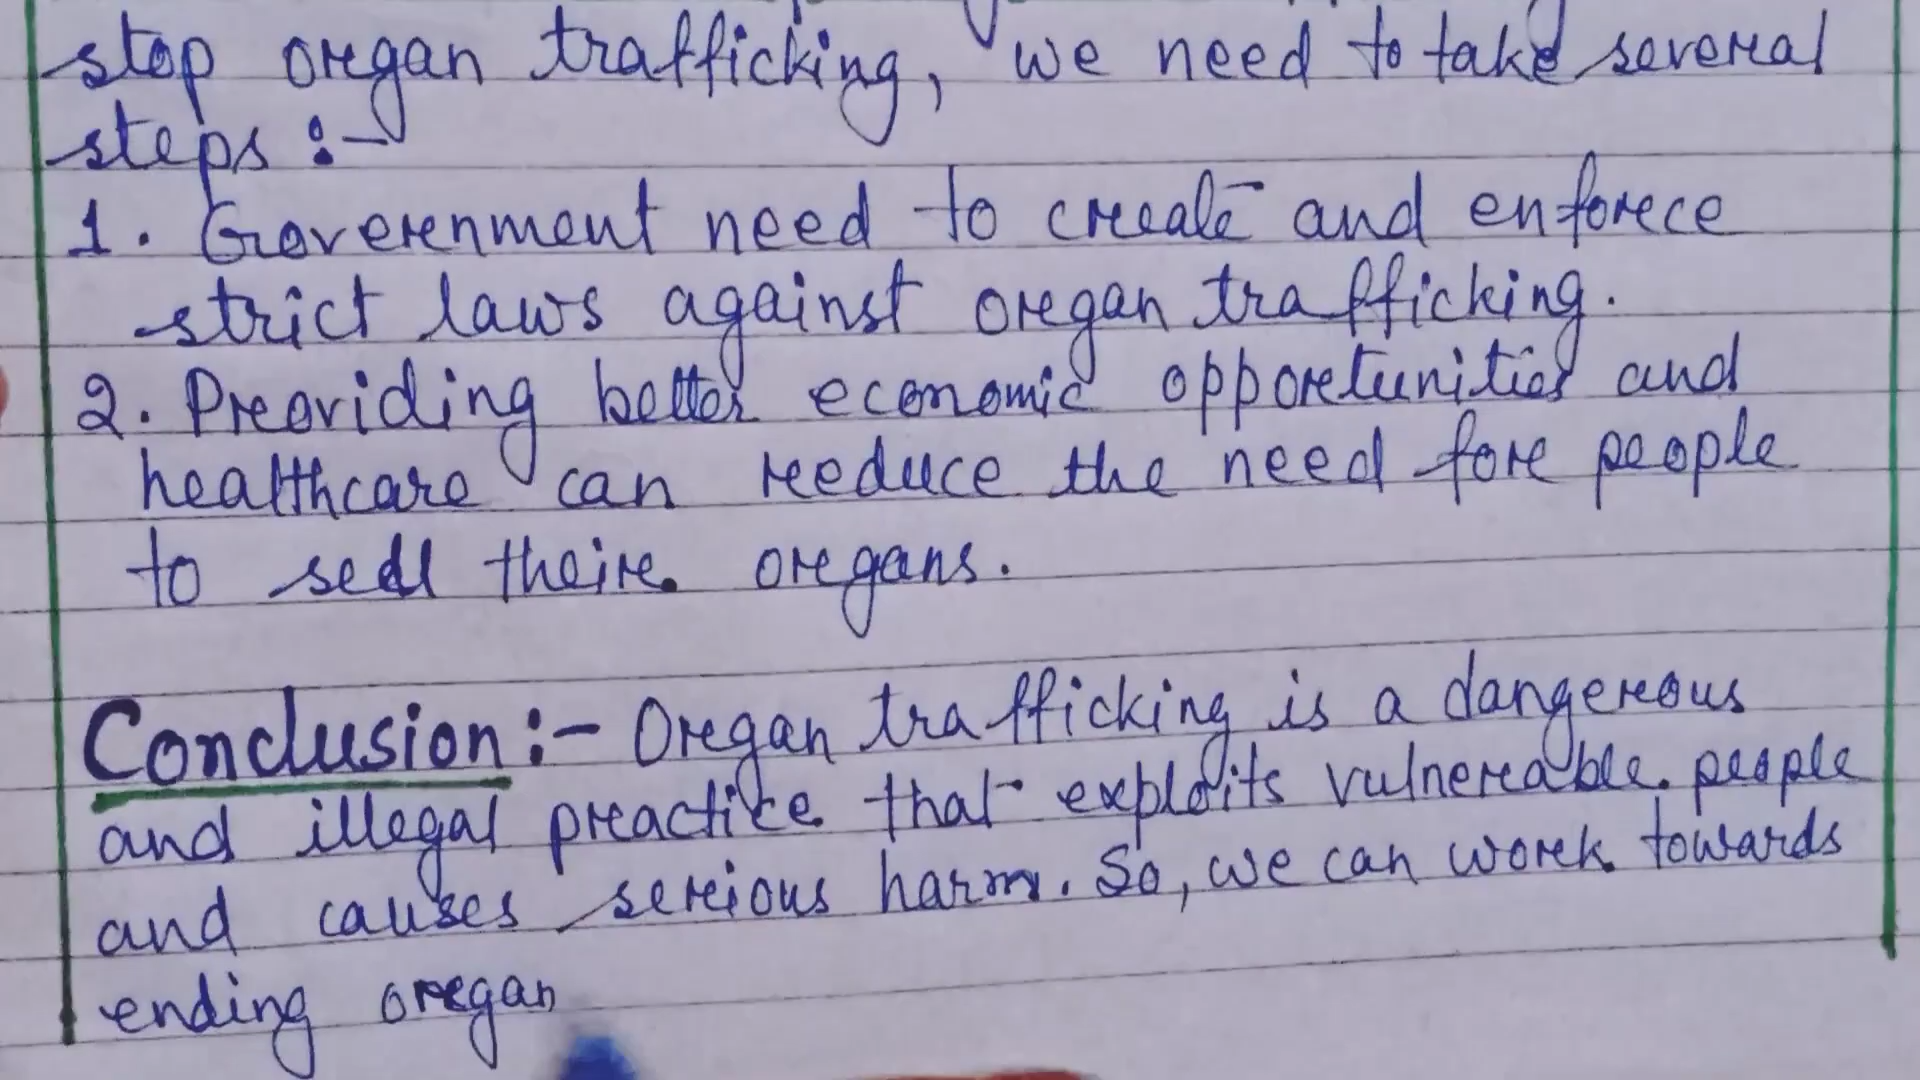 stop organ trafficking, we need to take several
steps :-
1. Government need to create and enforce
strict laws against organ trafficking.
2. Providing better economic opportunities and
healthcare can reduce the need for people
to sell their organs.
Conclusion :- Organ trafficking is a dangerous
and illegal practice that exploits vulnerable people
and causes serious harm. So, we can work towards
ending organ